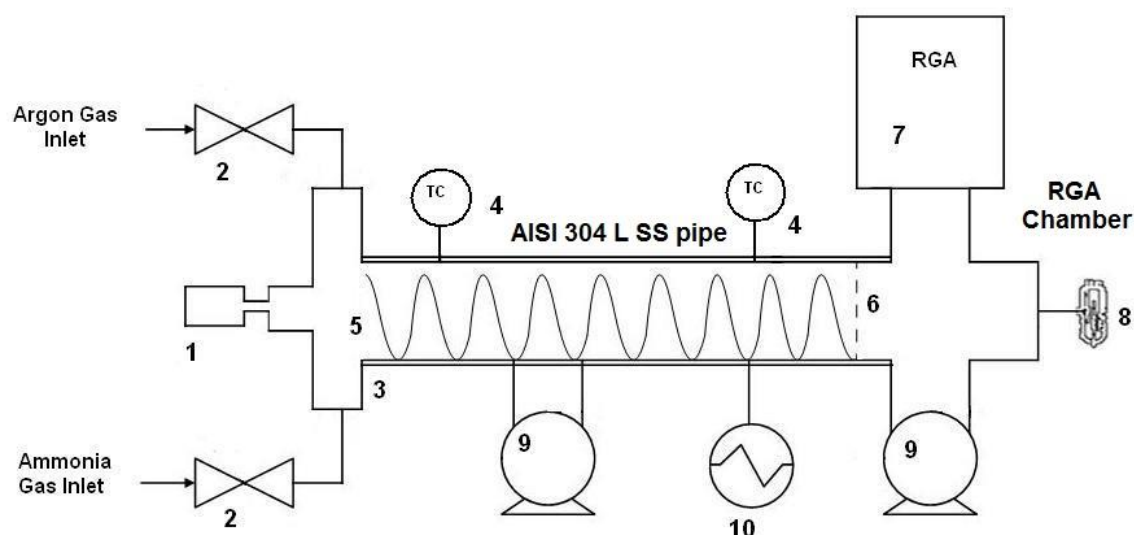 RGA
7
Argon Gas
Inlet
2
TC
4
TC
4
RGA
Chamber
AISI 304 L SS pipe
1
5
6
8
3
9
9
Ammonia
Gas Inlet
2
10